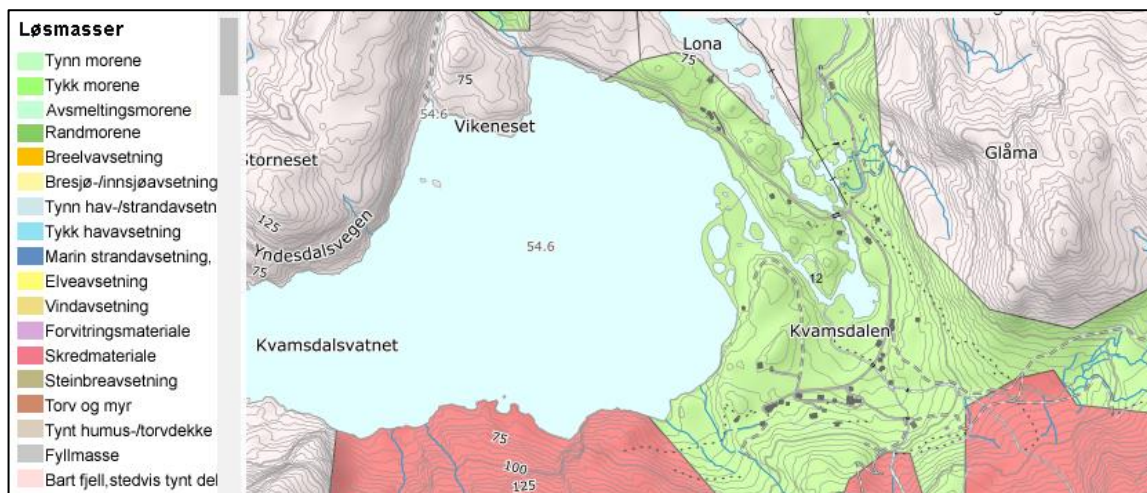 Løsmasser
Tynn morene
Tykk morene
Avsmeltingsmorene
Randmorene
Breelvavsetning
Bresjø-/innsjøavsetning
Tynn hav-/strandavsetn
Tykk havavsetning
Marin strandavsetning,
Elveavsetning
Vindavsetning
Forvitringsmateriale
Skredmateriale
Steinbreavsetning
Torv og myr
Tynt humus-/torvdekke
Fyllmasse
Bart fjell,stedvis tynt del
Lona
75
75
54.6
Vikeneset
Storneset
Glåma
125
Yndesdalsvegen
75
54.6
12
Kvamsdalsvatnet
Kvamsdalen
75
100
125